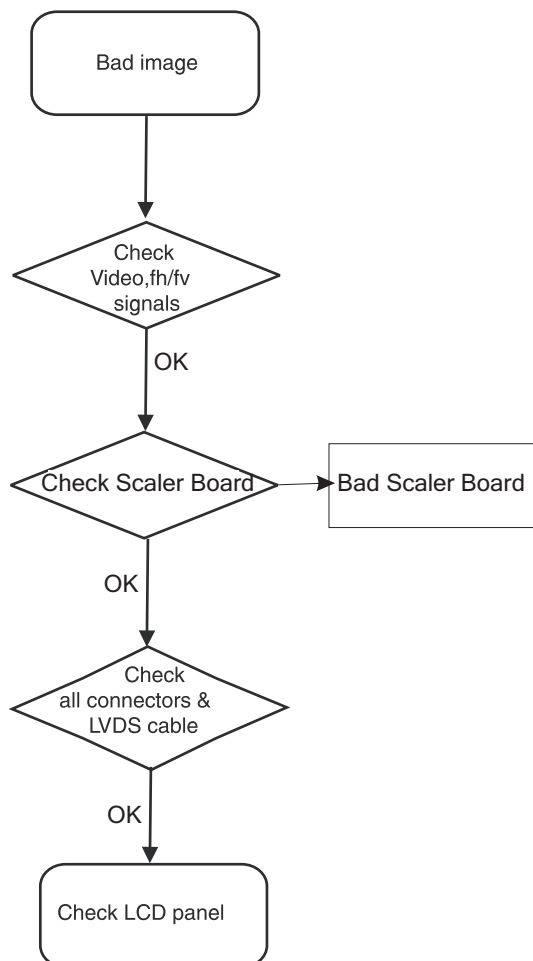 Bad image
Check
Video,fh/fv
signals
OK
Check Scaler Board
Bad Scaler Board
OK
Check
all connectors &
LVDS cable
OK
Check LCD panel